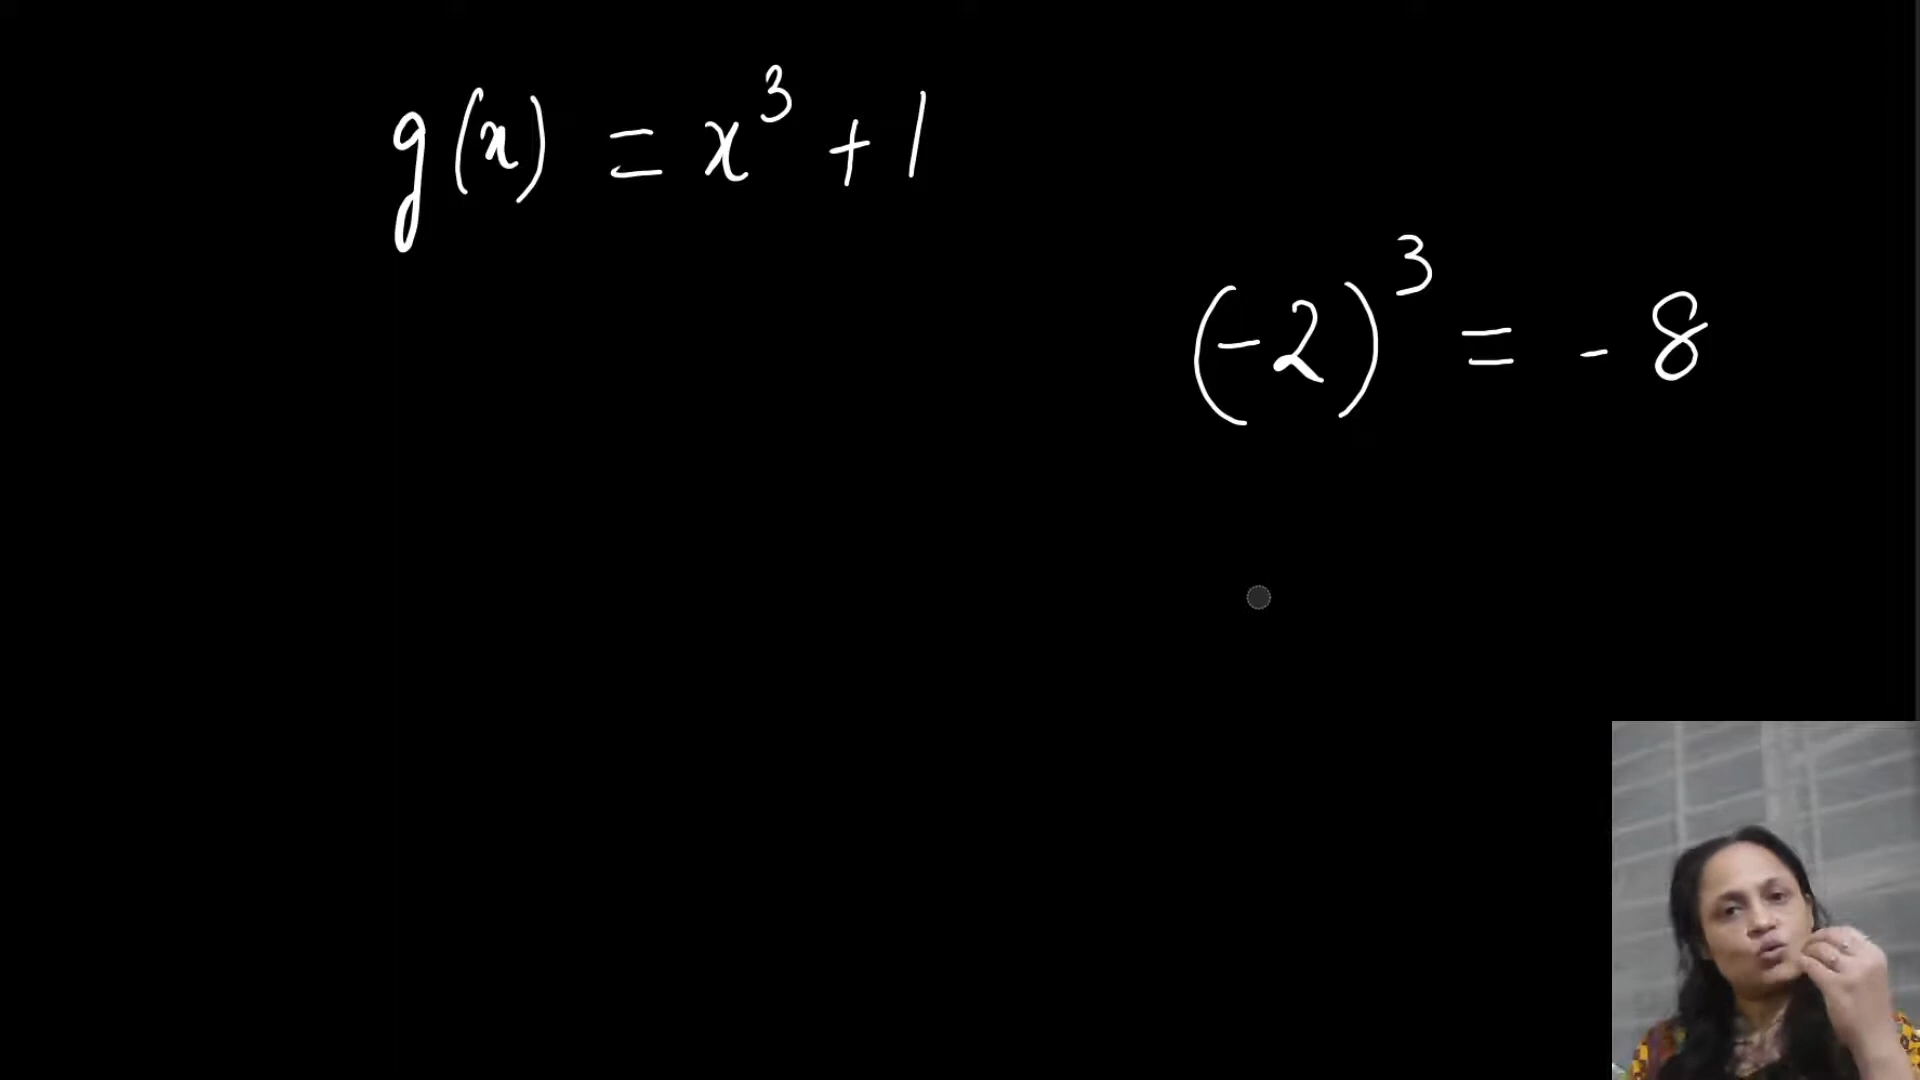 g(x) = x³ + 1
(-2)³ = - 8